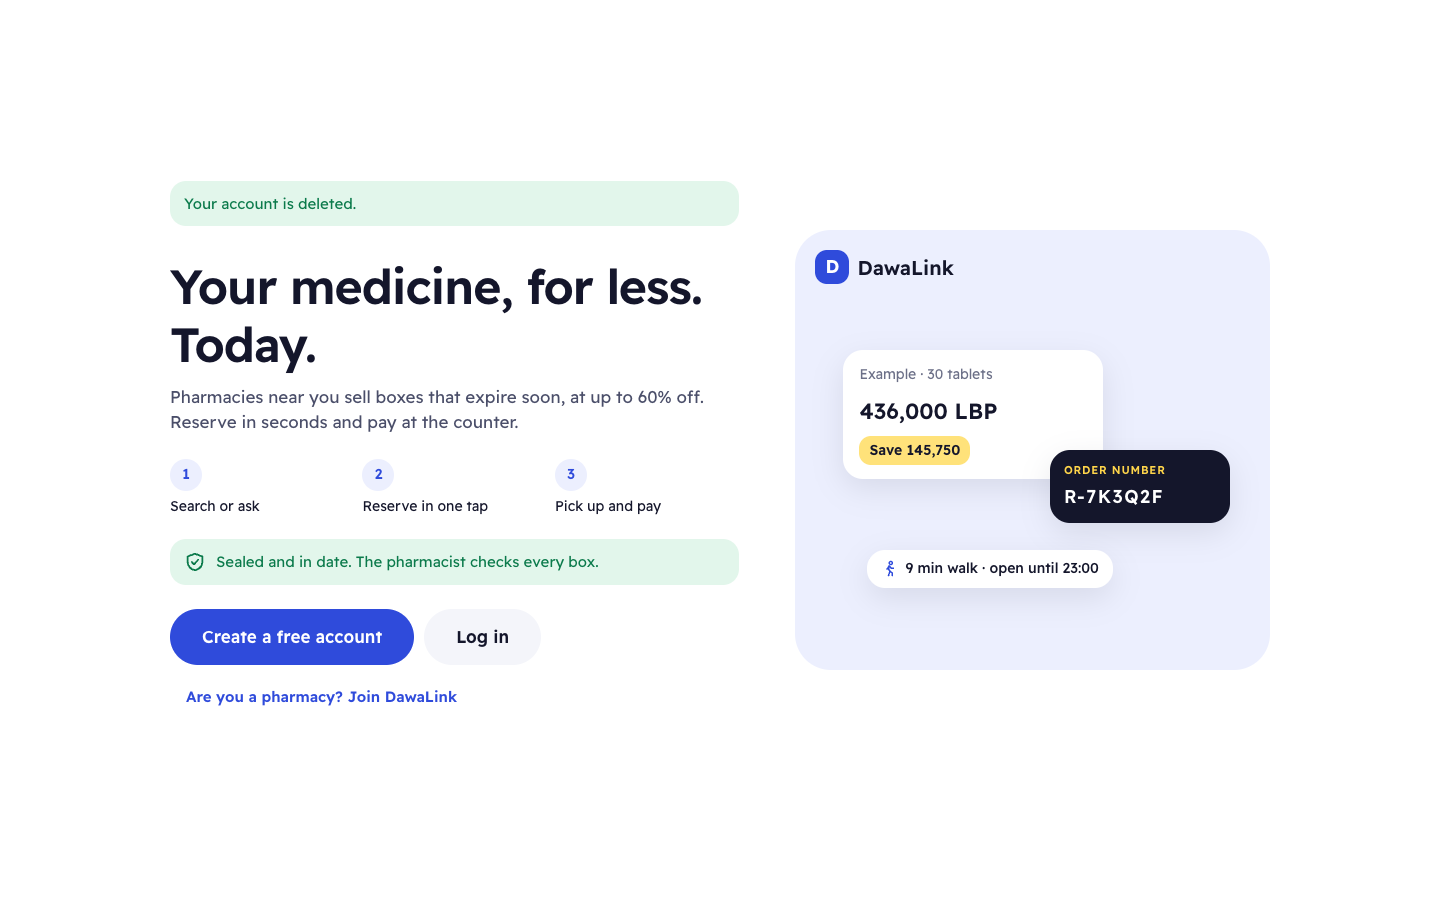 Your account is deleted.
Your medicine, for less.
Today.
Pharmacies near you sell boxes that expire soon, at up to 60% off.
Reserve in seconds and pay at the counter.
1
Search or ask
2
Reserve in one tap
3
Pick up and pay
Sealed and in date. The pharmacist checks every box.
Create a free account
Log in
Are you a pharmacy? Join DawaLink
D DawaLink
Example · 30 tablets
436,000 LBP
Save 145,750
ORDER NUMBER
R-7K3Q2F
9 min walk · open until 23:00